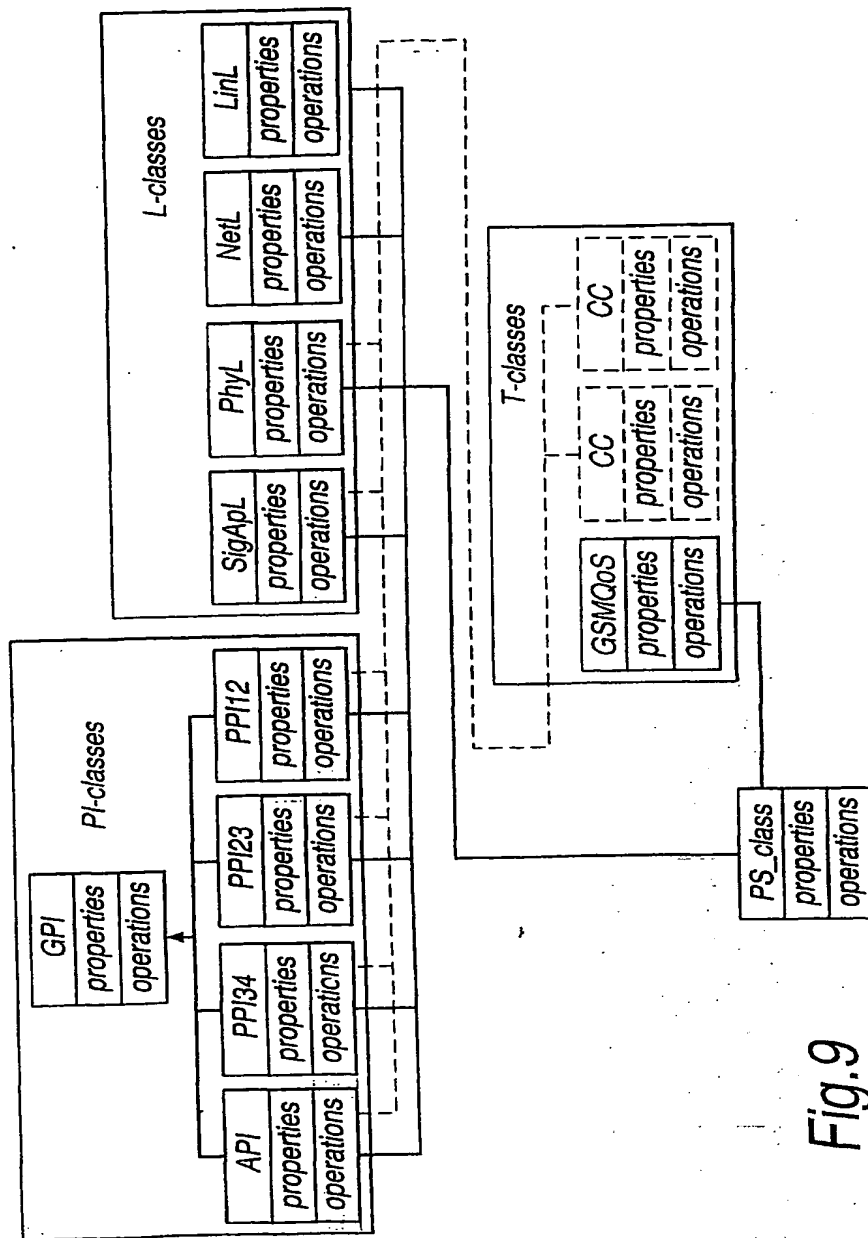 PI-classes
GPI
properties
operations
API
properties
operations
PPI34
properties
operations
PPI23
properties
operations
PPI12
properties
operations
L-classes
SigApL
properties
operations
PhyL
properties
operations
NetL
properties
operations
LinL
properties
operations
T-classes
GSMQoS
properties
operations
CC
properties
operations
CC
properties
operations
PS_class
properties
operations
Fig.9